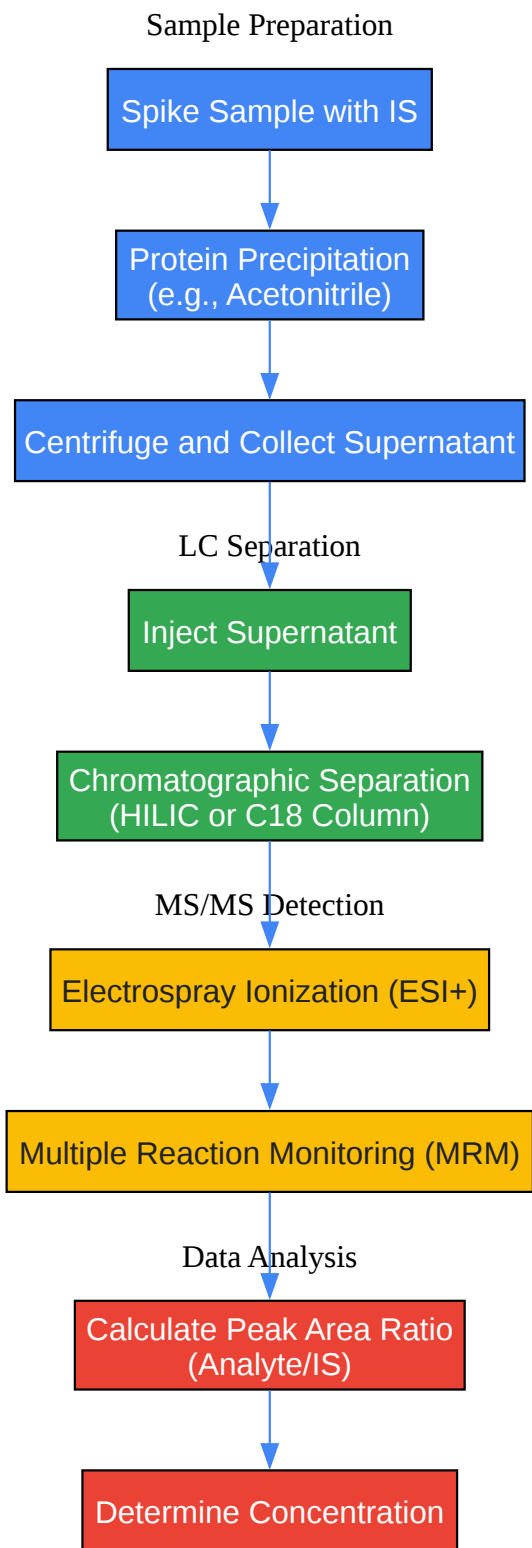 Sample Preparation
Spike Sample with IS
Protein Precipitation
(e.g., Acetonitrile)
Centrifuge and Collect Supernatant
LC Separation
Inject Supernatant
Chromatographic Separation
(HILIC or C18 Column)
MS/MS Detection
Electrospray Ionization (ESI+)
Multiple Reaction Monitoring (MRM)
Data Analysis
Calculate Peak Area Ratio
(Analyte/IS)
Determine Concentration